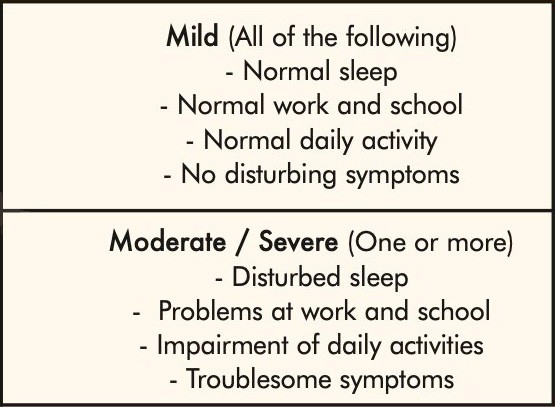 Mild (All of the following)
- Normal sleep
- Normal work and school
- Normal daily activity
- No disturbing symptoms
Moderate / Severe (One or more)
- Disturbed sleep
- Problems at work and school
- Impairment of daily activities
- Troublesome symptoms